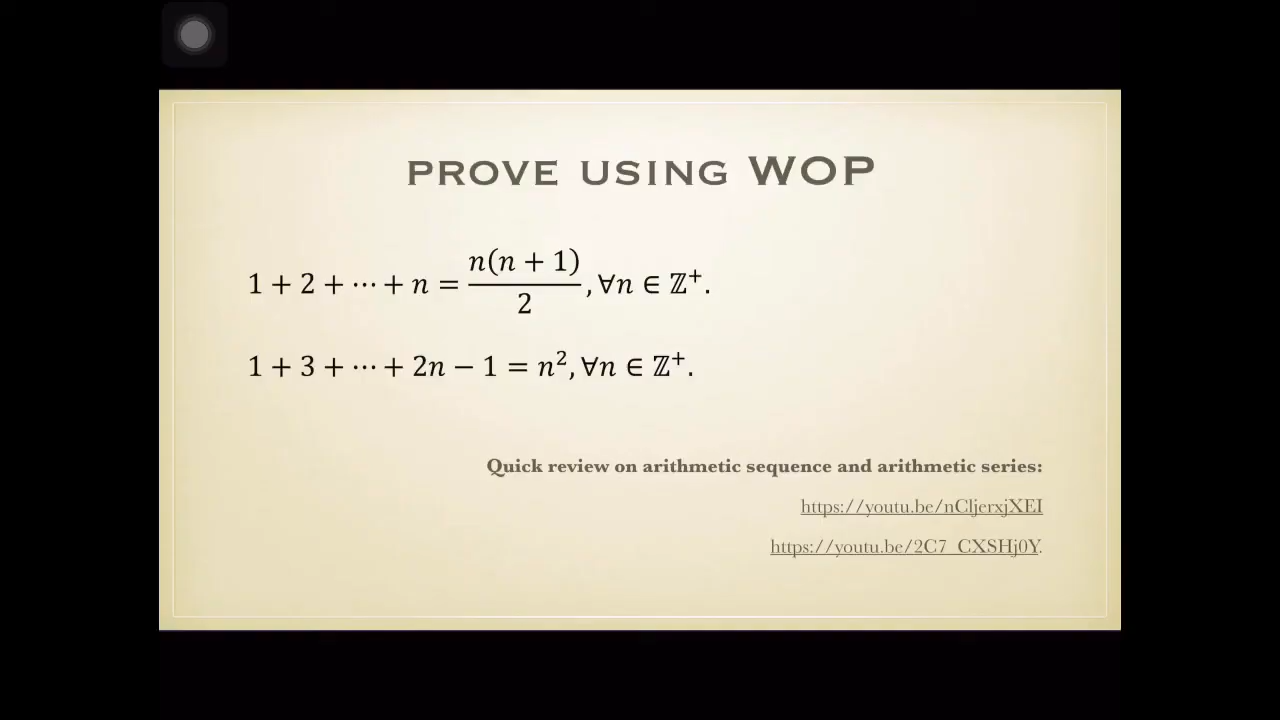 PROVE USING WOP
1 + 2 + ⋯ + n = n(n + 1)/2, ∀n ∈ ℤ⁺.
1 + 3 + ⋯ + 2n − 1 = n², ∀n ∈ ℤ⁺.
Quick review on arithmetic sequence and arithmetic series:
https://youtu.be/nCljerxjXEI
https://youtu.be/2C7_CXSHj0Y.